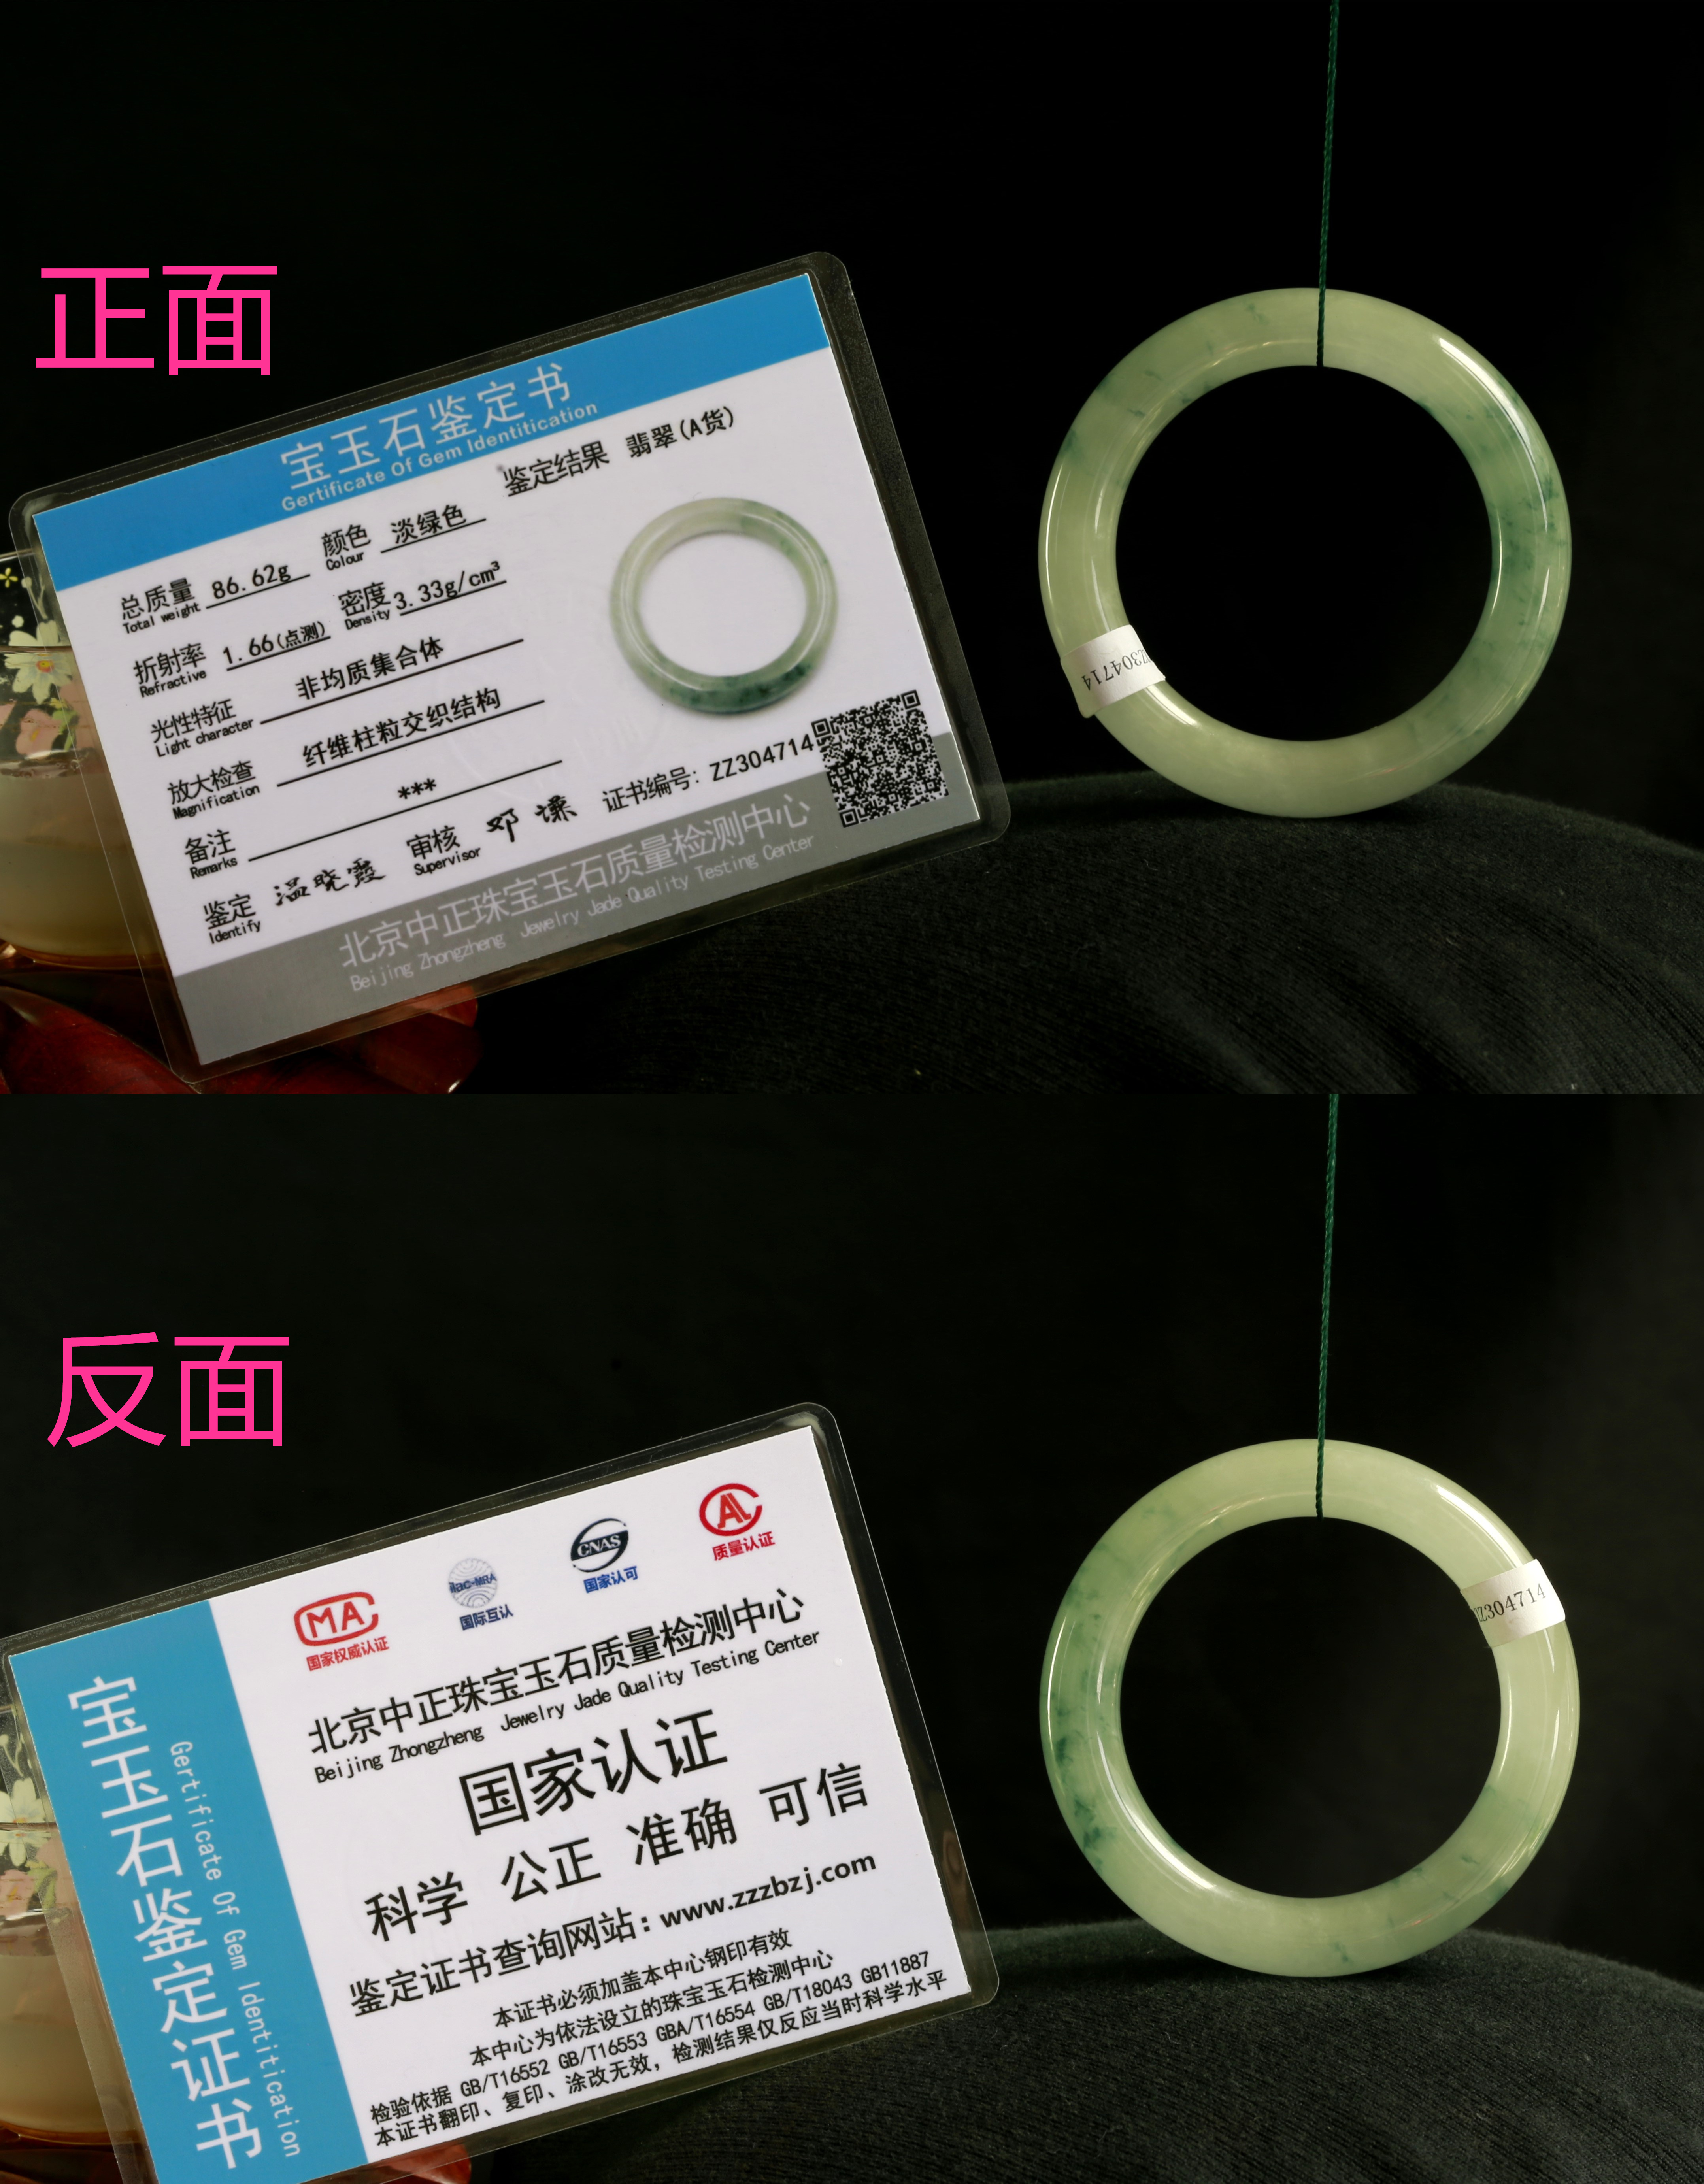 正面
宝玉石鉴定书
Gertificate Of Gem Identitication
鉴定结果 翡翠(A货)
总质量 86.62g 颜色 淡绿色
Total weight Colour
折射率 1.66(点测) 密度 3.33g/cm³
Refractive Density
光性特征 非均质集合体
Light character
放大检查 纤维柱粒交织结构
Magnification
备注 ***
Remarks
鉴定 温晓霞 审核 邓谦
Identify Supervisor
证书编号: ZZ304714
北京中正珠宝玉石质量检测中心
Beijing Zhongzheng Jewelry Jade Quality Testing Center
ZZ304714
反面
宝玉石鉴定证书
Gertificate Of Gem Identitication
MA
国家权威认证
ilac-MRA
国际互认
CNAS
国家认可
AL
质量认证
北京中正珠宝玉石质量检测中心
Beijing Zhongzheng Jewelry Jade Quality Testing Center
国家认证
科学 公正 准确 可信
鉴定证书查询网站：www.zzzbzj.com
本证书必须加盖本中心钢印有效
本中心为依法设立的珠宝玉石检测中心
检验依据 GB/T16552 GB/T16553 GBA/T16554 GB/T18043 GB11887
本证书翻印、复印、涂改无效，检测结果仅反应当时科学水平
ZZ304714